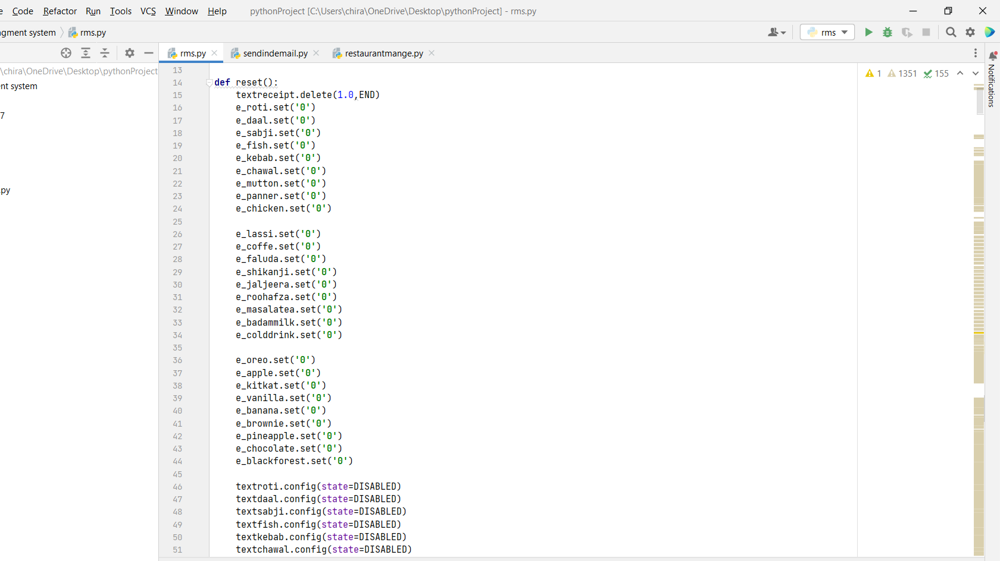 e Code Refactor Run Tools VCS Window Help pythonProject [C:\Users\chira\OneDrive\Desktop\pythonProject] - rms.py
agment system rms.py rms
rms.py sendindemail.py restaurantmange.py
\chira\OneDrive\Desktop\pythonProject
nt system
7
.py
1 1351 155
Notifications
13
14 def reset():
15 textreceipt.delete(1.0,END)
16 e_roti.set('0')
17 e_daal.set('0')
18 e_sabji.set('0')
19 e_fish.set('0')
20 e_kebab.set('0')
21 e_chawal.set('0')
22 e_mutton.set('0')
23 e_panner.set('0')
24 e_chicken.set('0')
25
26 e_lassi.set('0')
27 e_coffe.set('0')
28 e_faluda.set('0')
29 e_shikanji.set('0')
30 e_jaljeera.set('0')
31 e_roohafza.set('0')
32 e_masalatea.set('0')
33 e_badammilk.set('0')
34 e_colddrink.set('0')
35
36 e_oreo.set('0')
37 e_apple.set('0')
38 e_kitkat.set('0')
39 e_vanilla.set('0')
40 e_banana.set('0')
41 e_brownie.set('0')
42 e_pineapple.set('0')
43 e_chocolate.set('0')
44 e_blackforest.set('0')
45
46 textroti.config(state=DISABLED)
47 textdaal.config(state=DISABLED)
48 textsabji.config(state=DISABLED)
49 textfish.config(state=DISABLED)
50 textkebab.config(state=DISABLED)
51 textchawal.config(state=DISABLED)